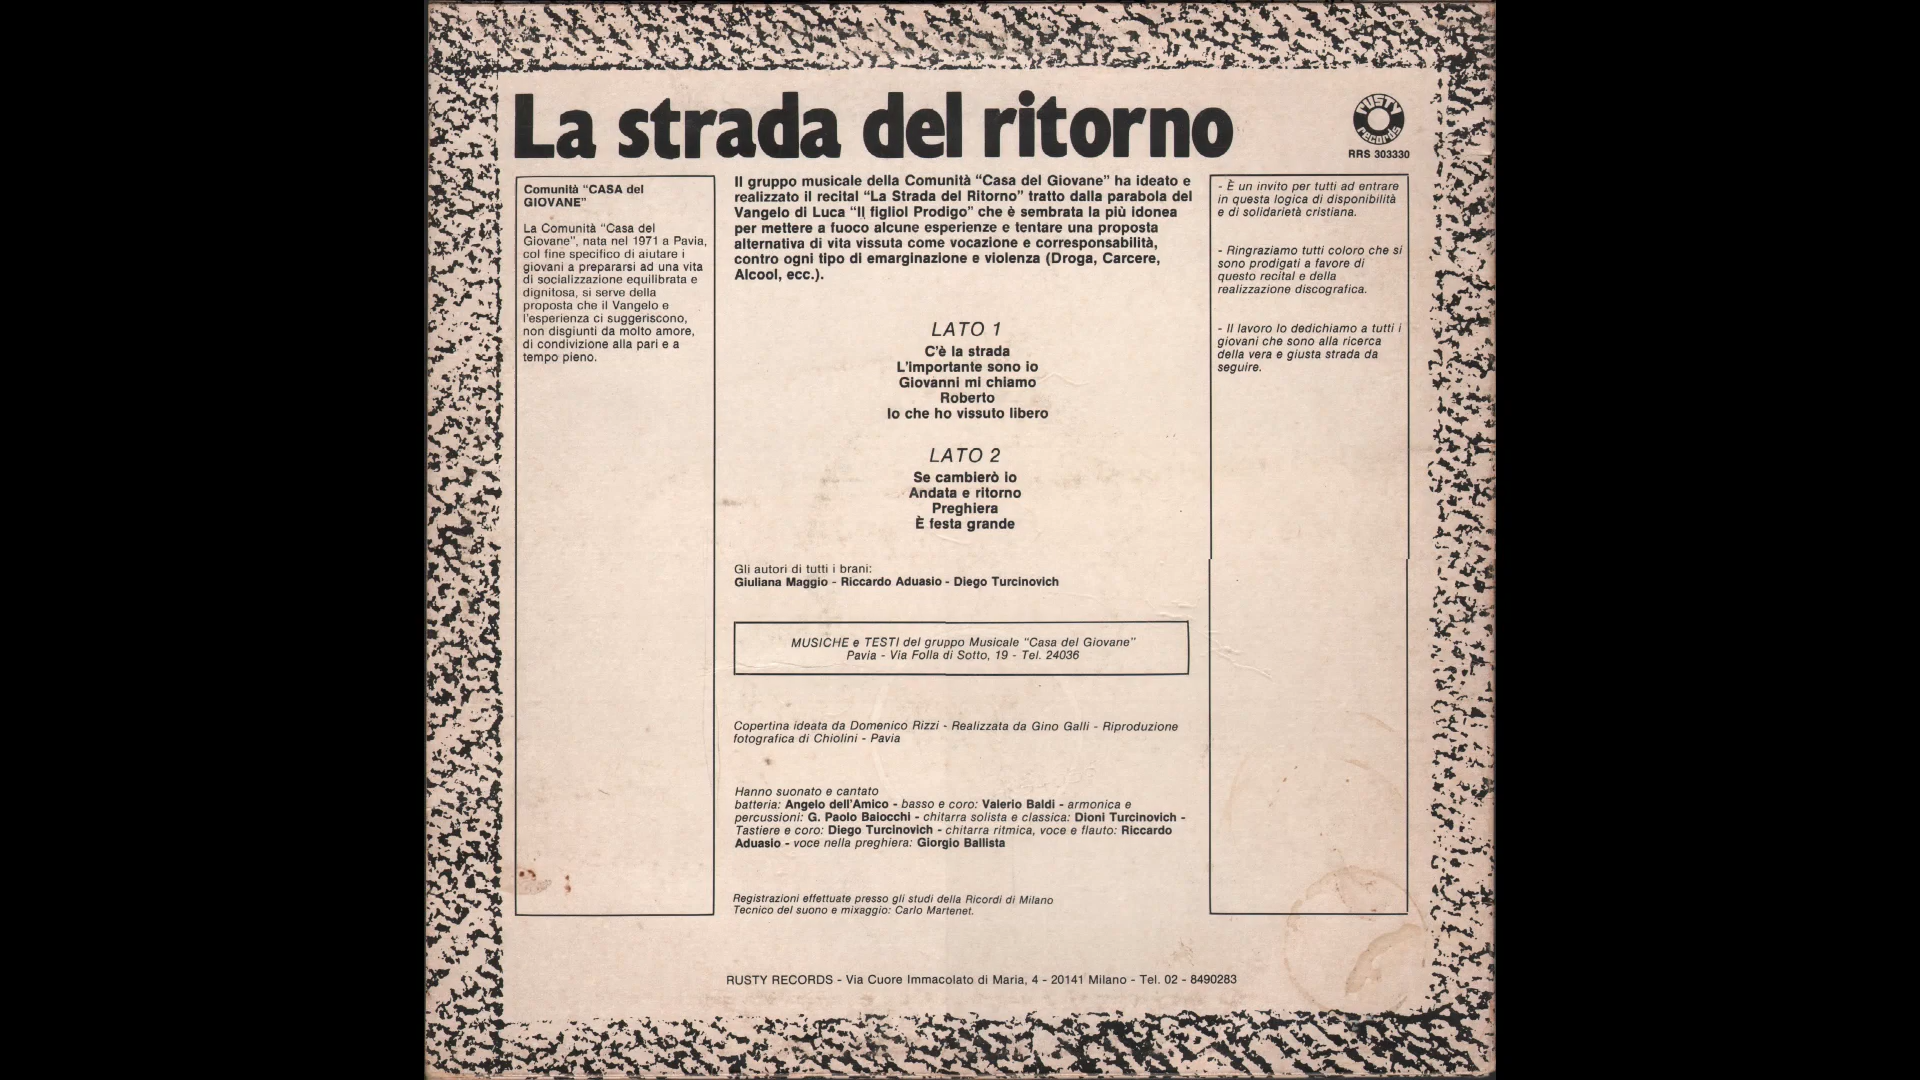 La strada del ritorno
RUSTY
records
RRS 303330
Comunità "CASA del
GIOVANE"
La Comunità "Casa del
Giovane", nata nel 1971 a Pavia,
col fine specifico di aiutare i
giovani a prepararsi ad una vita
di socializzazione equilibrata e
dignitosa, si serve della
proposta che il Vangelo e
l'esperienza ci suggeriscono,
non disgiunti da molto amore,
di condivizione alla pari e a
tempo pieno.
Il gruppo musicale della Comunità "Casa del Giovane" ha ideato e
realizzato il recital "La Strada del Ritorno" tratto dalla parabola del
Vangelo di Luca "Il figliol Prodigo" che è sembrata la più idonea
per mettere a fuoco alcune esperienze e tentare una proposta
alternativa di vita vissuta come vocazione e corresponsabilità,
contro ogni tipo di emarginazione e violenza (Droga, Carcere,
Alcool, ecc.).
LATO 1
C'è la strada
L'importante sono io
Giovanni mi chiamo
Roberto
Io che ho vissuto libero
LATO 2
Se cambierò io
Andata e ritorno
Preghiera
È festa grande
Gli autori di tutti i brani:
Giuliana Maggio - Riccardo Aduasio - Diego Turcinovich
MUSICHE e TESTI del gruppo Musicale "Casa del Giovane"
Pavia - Via Folla di Sotto, 19 - Tel. 24036
Copertina ideata da Domenico Rizzi - Realizzata da Gino Galli - Riproduzione
fotografica di Chiolini - Pavia
Hanno suonato e cantato
batteria: Angelo dell'Amico - basso e coro: Valerio Baldi - armonica e
percussioni: G. Paolo Baiocchi - chitarra solista e classica: Dioni Turcinovich -
Tastiere e coro: Diego Turcinovich - chitarra ritmica, voce e flauto: Riccardo
Aduasio - voce nella preghiera: Giorgio Ballista
Registrazioni effettuate presso gli studi della Ricordi di Milano
Tecnico del suono e mixaggio: Carlo Martenet.
- È un invito per tutti ad entrare
in questa logica di disponibilità
e di solidarietà cristiana.
- Ringraziamo tutti coloro che si
sono prodigati a favore di
questo recital e della
realizzazione discografica.
- Il lavoro lo dedichiamo a tutti i
giovani che sono alla ricerca
della vera e giusta strada da
seguire.
RUSTY RECORDS - Via Cuore Immacolato di Maria, 4 - 20141 Milano - Tel. 02 - 8490283